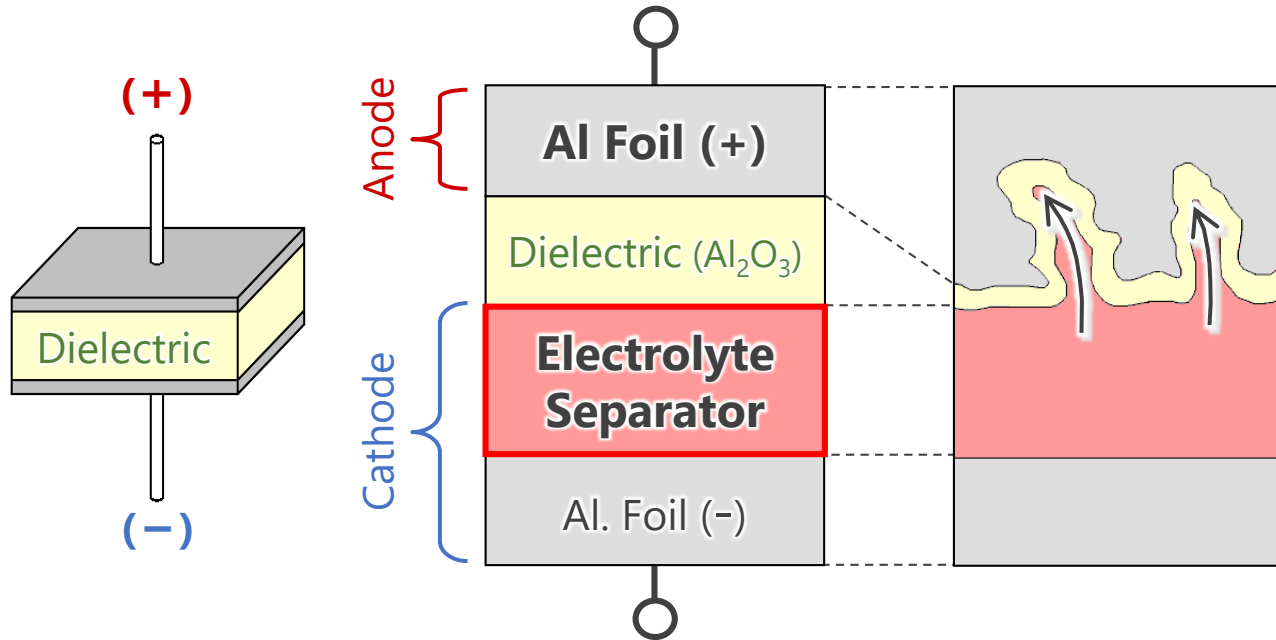 (+)
Dielectric
(−)
Anode
Cathode
Al Foil (+)
Dielectric (Al₂O₃)
Electrolyte
Separator
Al. Foil (−)